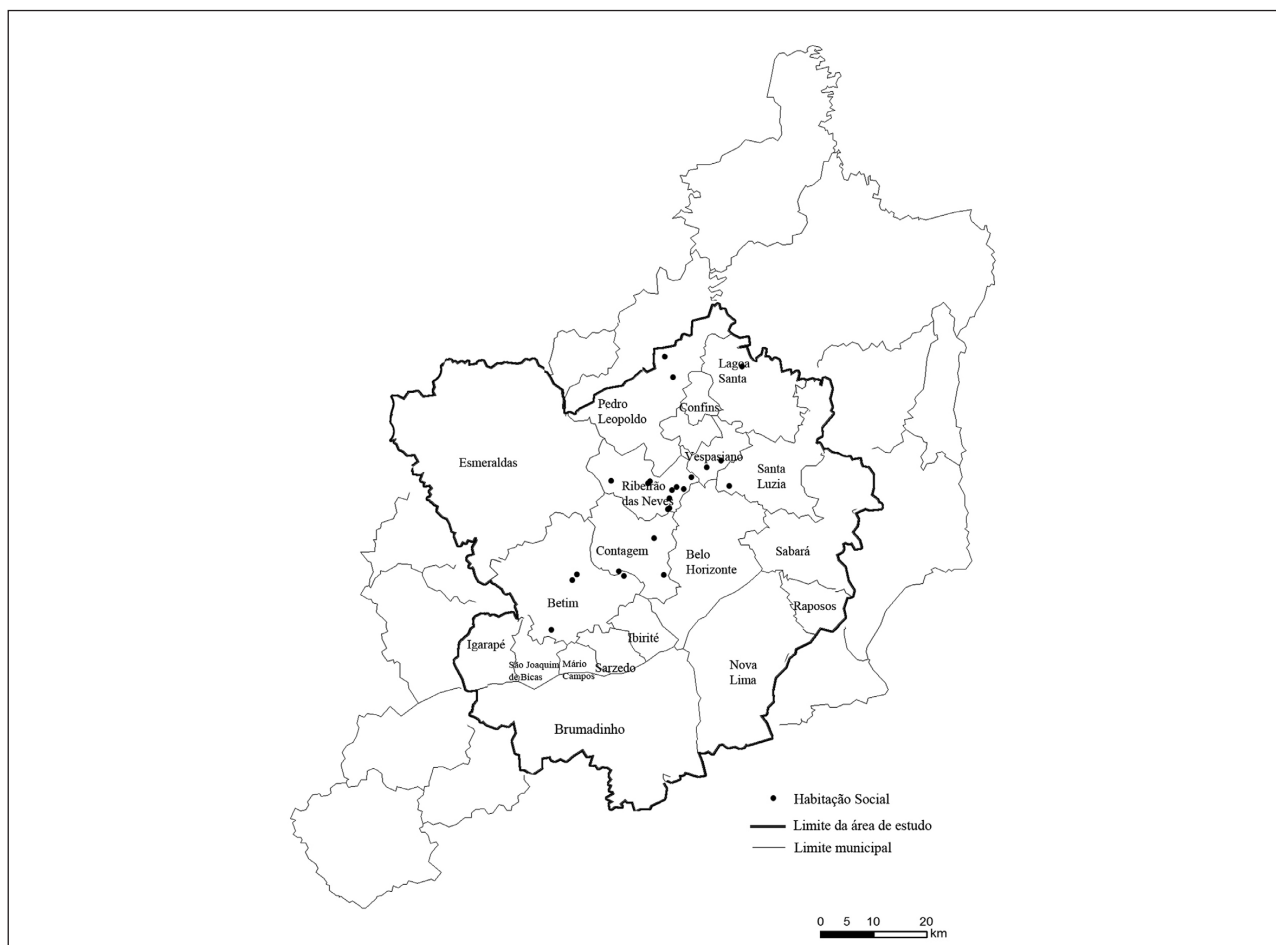 Lagoa
Santa
Pedro
Leopoldo
Confins
Esmeraldas
Vespasiano
Santa
Luzia
Ribeirão
das Neves
Contagem
Belo
Horizonte
Sabará
Betim
Raposos
Ibirité
Igarapé
São Joaquim
de Bicas
Mário
Campos
Sarzedo
Nova
Lima
Brumadinho
Habitação Social
Limite da área de estudo
Limite municipal
0 5 10 20
km